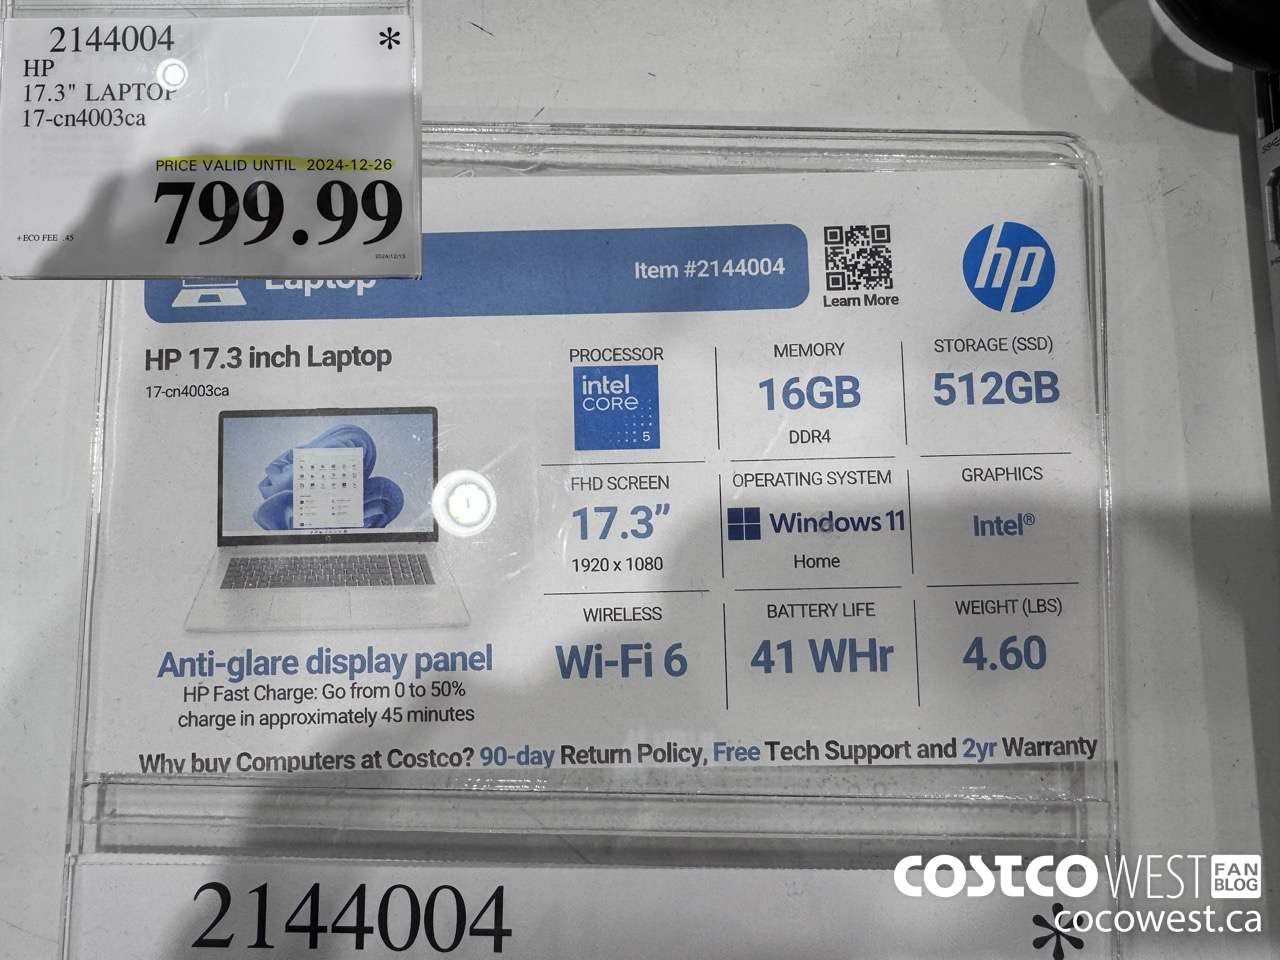 2144004 *
HP
17.3" LAPTOP
17-cn4003ca
PRICE VALID UNTIL 2024-12-26
799.99
+ECO FEE .45
2024/12/13
Laptop
Item #2144004
Learn More
hp
HP 17.3 inch Laptop
17-cn4003ca
PROCESSOR
intel
CORE
5
MEMORY
16GB
DDR4
STORAGE (SSD)
512GB
FHD SCREEN
17.3”
1920 x 1080
OPERATING SYSTEM
Windows 11
Home
GRAPHICS
Intel®
WIRELESS
Wi-Fi 6
BATTERY LIFE
41 WHr
WEIGHT (LBS)
4.60
Anti-glare display panel
HP Fast Charge: Go from 0 to 50%
charge in approximately 45 minutes
Why buy Computers at Costco? 90-day Return Policy, Free Tech Support and 2yr Warranty
2144004 *
COSTCO WEST FAN BLOG
cocowest.ca